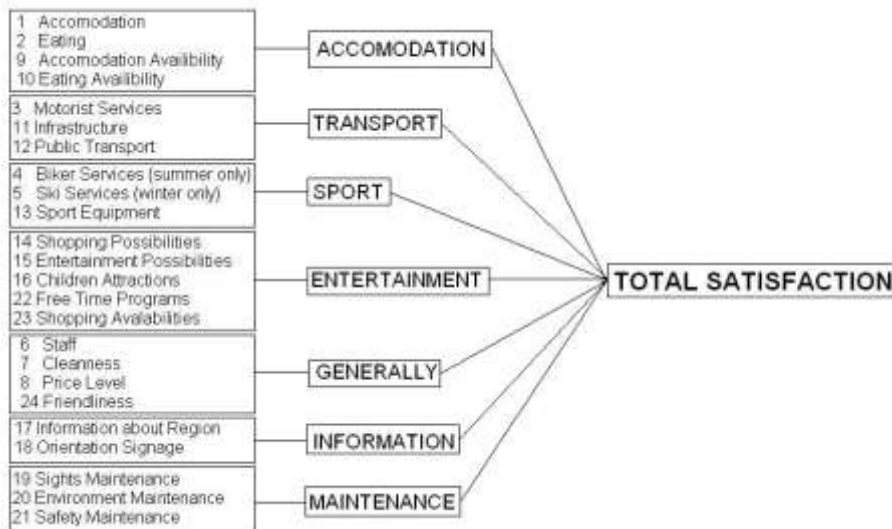 1 Accomodation
2 Eating
9 Accomodation Availibility
10 Eating Availibility
ACCOMODATION
3 Motorist Services
11 Infrastructure
12 Public Transport
TRANSPORT
4 Biker Services (summer only)
5 Ski Services (winter only)
13 Sport Equipment
SPORT
14 Shopping Possibilities
15 Entertainment Possibilities
16 Children Attractions
22 Free Time Programs
23 Shopping Avalabilities
ENTERTAINMENT
TOTAL SATISFACTION
6 Staff
7 Cleanness
8 Price Level
24 Friendliness
GENERALLY
17 Information about Region
18 Orientation Signage
INFORMATION
19 Sights Maintenance
20 Environment Maintenance
21 Safety Maintenance
MAINTENANCE